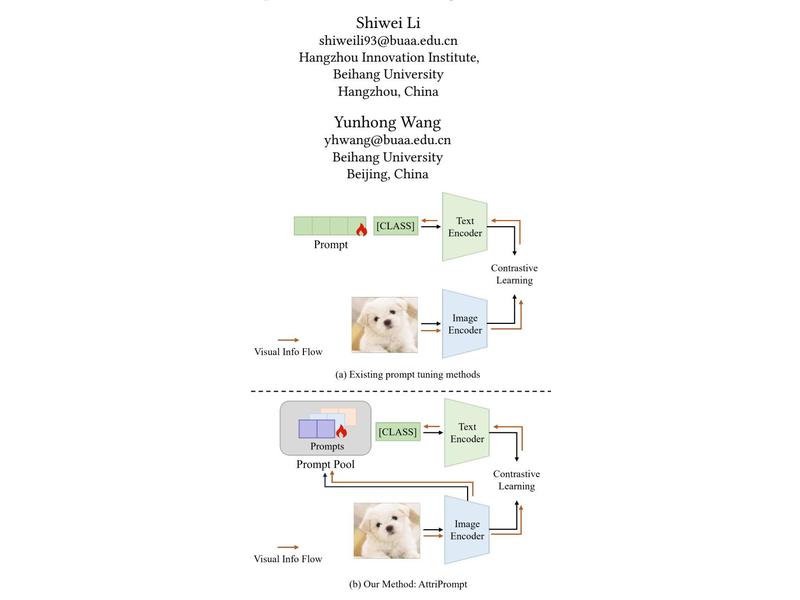 Shiwei Li
shiweili93@buaa.edu.cn
Hangzhou Innovation Institute,
Beihang University
Hangzhou, China
Yunhong Wang
yhwang@buaa.edu.cn
Beihang University
Beijing, China
[CLASS]
Text
Encoder
Prompt
Contrastive
Learning
Image
Encoder
Visual Info Flow
(a) Existing prompt tuning methods
Prompts
[CLASS]
Text
Encoder
Prompt Pool
Contrastive
Learning
Image
Encoder
Visual Info Flow
(b) Our Method: AttriPrompt